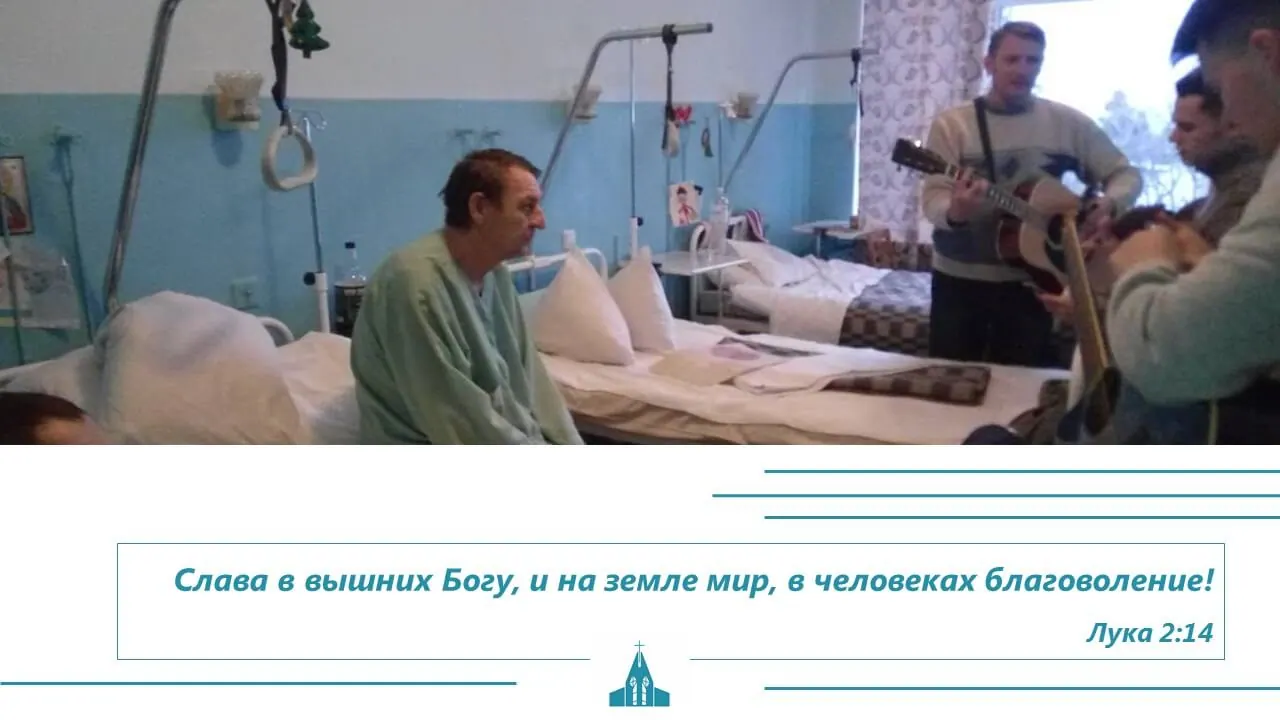 Слава в вышних Богу, и на земле мир, в человеках благоволение!
Лука 2:14